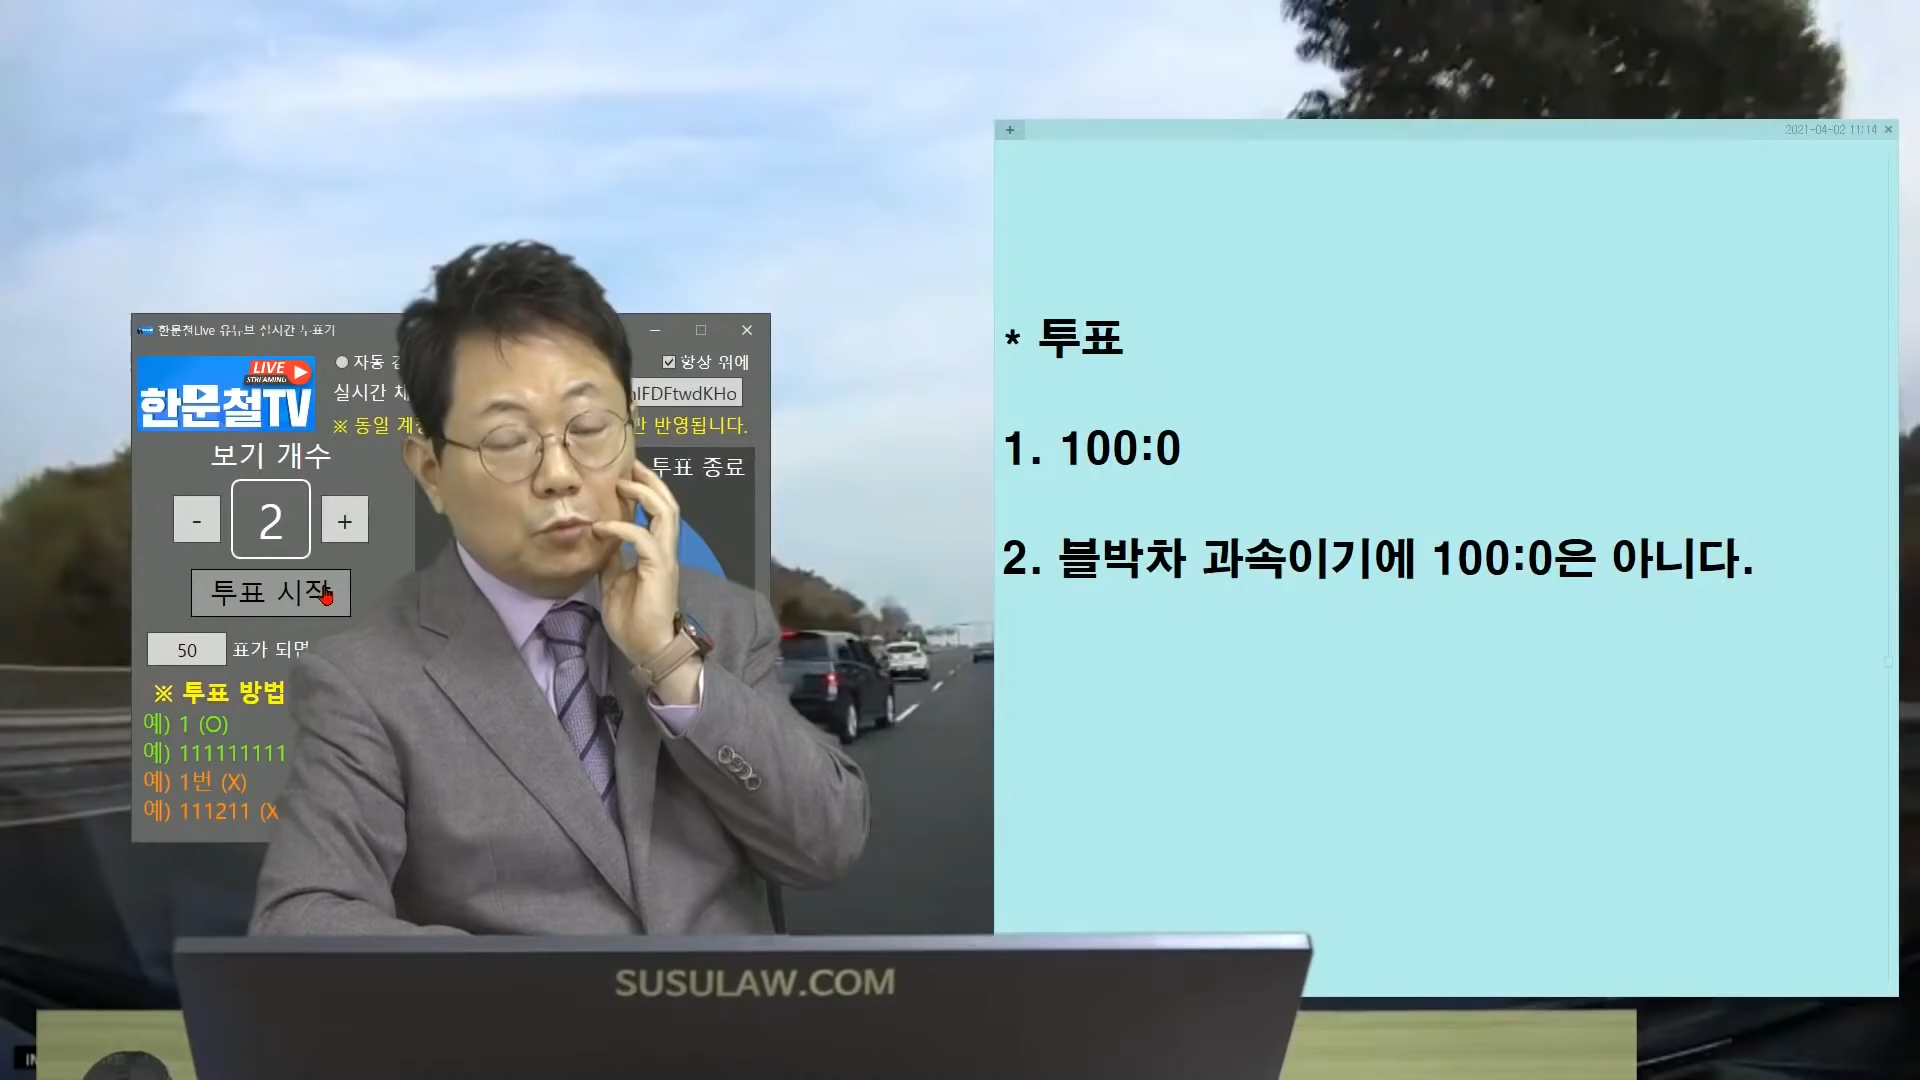 2021-04-02 11:14
* 투표
1. 100:0
2. 블박차 과속이기에 100:0은 아니다.
한문철Live 유튜브 실시간 투표기
LIVE
STREAMING
한문철TV
자동
항상 위에
실시간
FDFtwdKHo
※ 동일
반영됩니다.
보기 개수
투표 종료
-
2
+
투표 시작
50 표가 되면
※ 투표 방법
예) 1 (O)
예) 111111111
예) 1번 (X)
예) 111211 (X
SUSULAW.COM